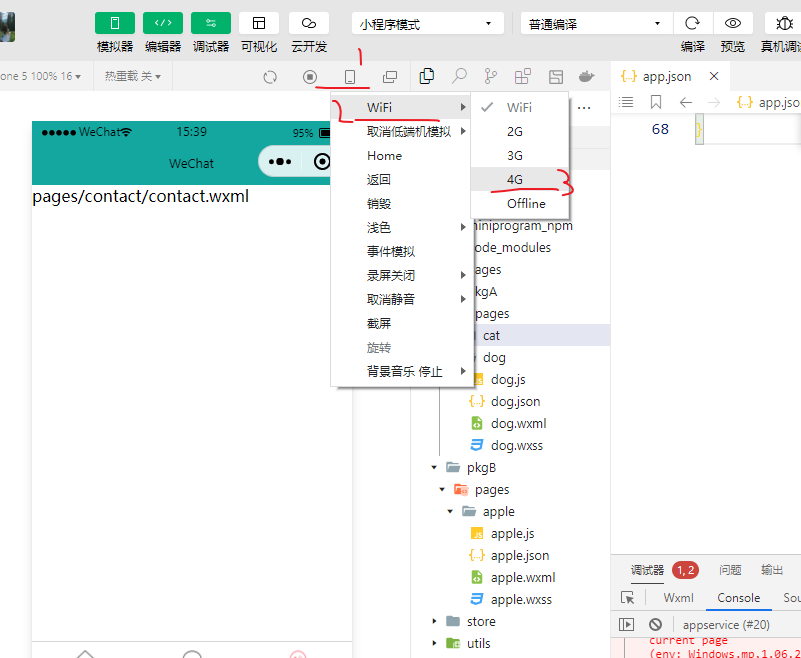 模拟器 编辑器 调试器 可视化 云开发
小程序模式
普通编译
编译 预览 真机调试
one 5 100% 16
热重载 关
app.json
app.jso
68
WeChat
15:39
95%
WeChat
pages/contact/contact.wxml
1
2
3
WiFi
取消低端机模拟
Home
返回
销毁
浅色
事件模拟
录屏关闭
取消静音
截屏
旋转
背景音乐 停止
WiFi
2G
3G
4G
Offline
miniprogram_npm
ode_modules
ages
kgA
pages
cat
dog
dog.js
dog.json
dog.wxml
dog.wxss
pkgB
pages
apple
apple.js
apple.json
apple.wxml
apple.wxss
store
utils
调试器 1, 2 问题 输出
Wxml Console Sou
appservice (#20)
current page
(env: Windows,mp,1.06.2